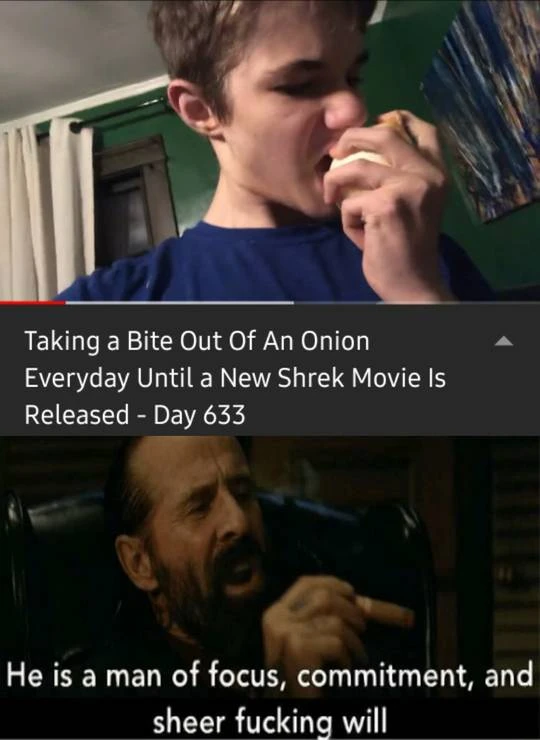 Taking a Bite Out Of An Onion
Everyday Until a New Shrek Movie Is
Released - Day 633
He is a man of focus, commitment, and
sheer fucking will